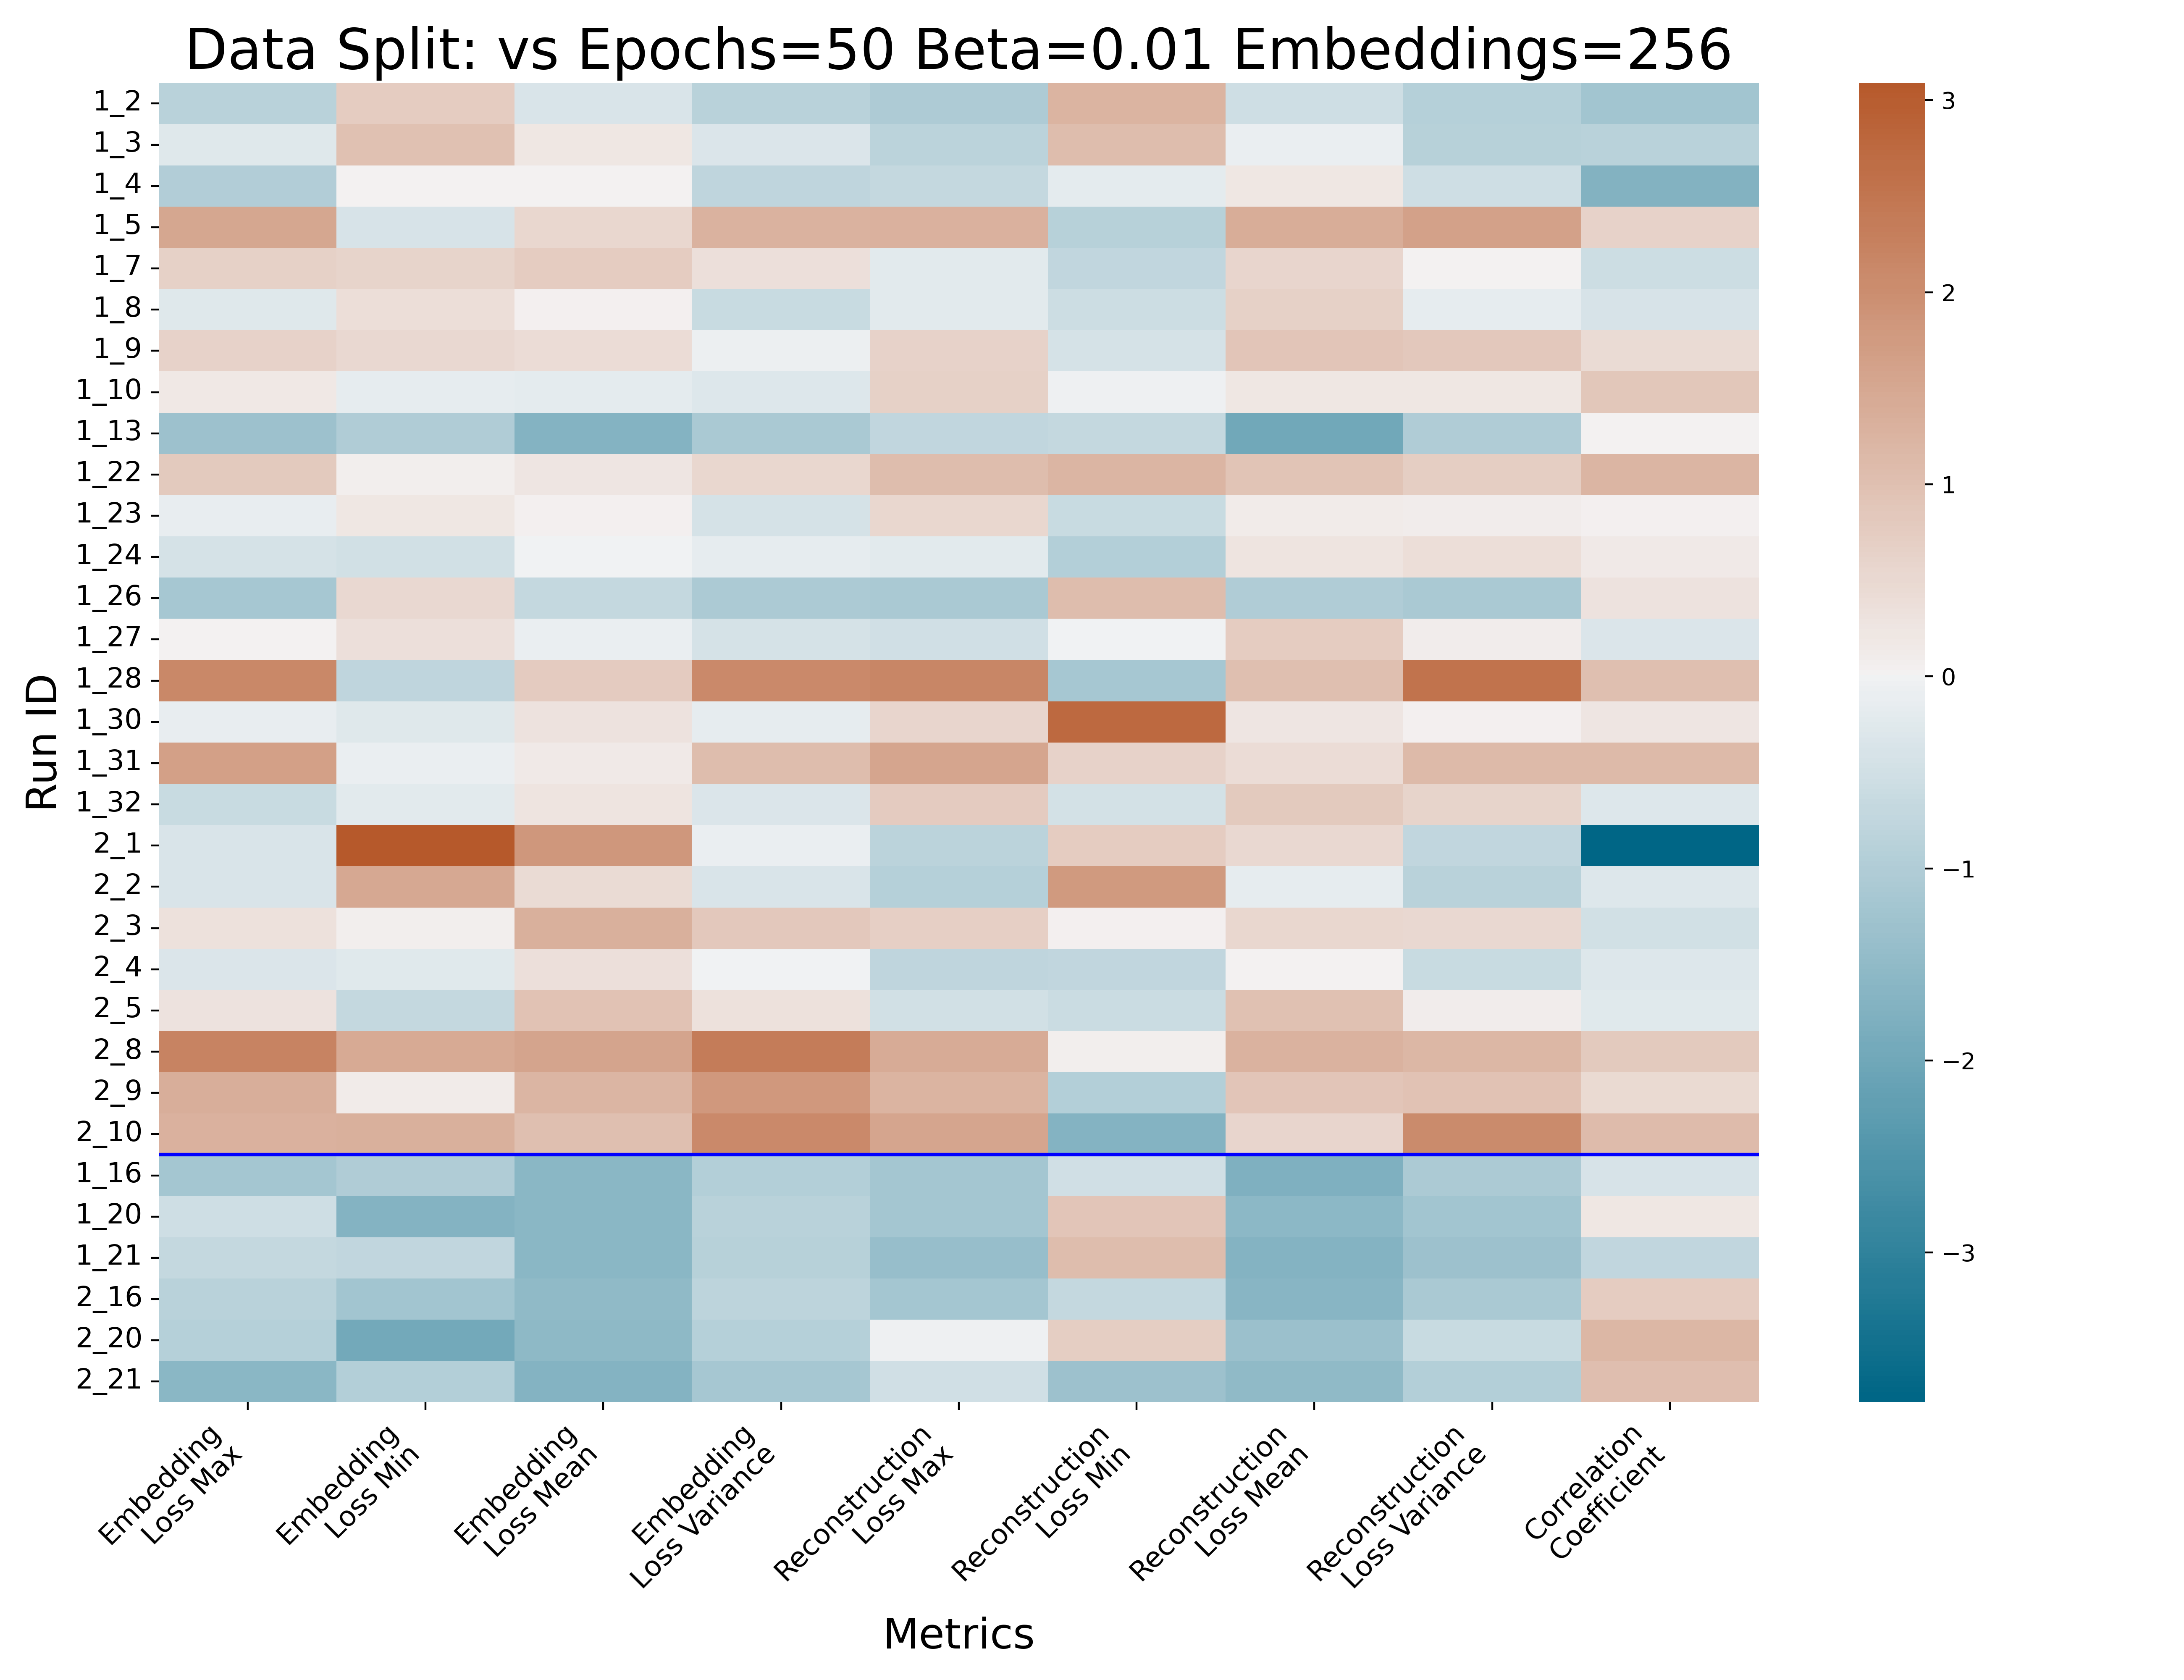 Data Split: vs Epochs=50 Beta=0.01 Embeddings=256
Run ID
1_2
1_3
1_4
1_5
1_7
1_8
1_9
1_10
1_13
1_22
1_23
1_24
1_26
1_27
1_28
1_30
1_31
1_32
2_1
2_2
2_3
2_4
2_5
2_8
2_9
2_10
1_16
1_20
1_21
2_16
2_20
2_21
Embedding
Loss Max
Embedding
Loss Min
Embedding
Loss Mean
Embedding
Loss Variance
Reconstruction
Loss Max
Reconstruction
Loss Min
Reconstruction
Loss Mean
Reconstruction
Loss Variance
Correlation
Coefficient
Metrics
3
2
1
0
−1
−2
−3